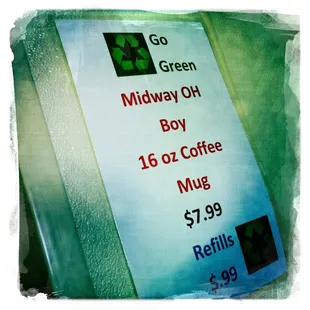 Go
Green
Midway OH
Boy
16 oz Coffee
Mug
$7.99
Refills
$.99